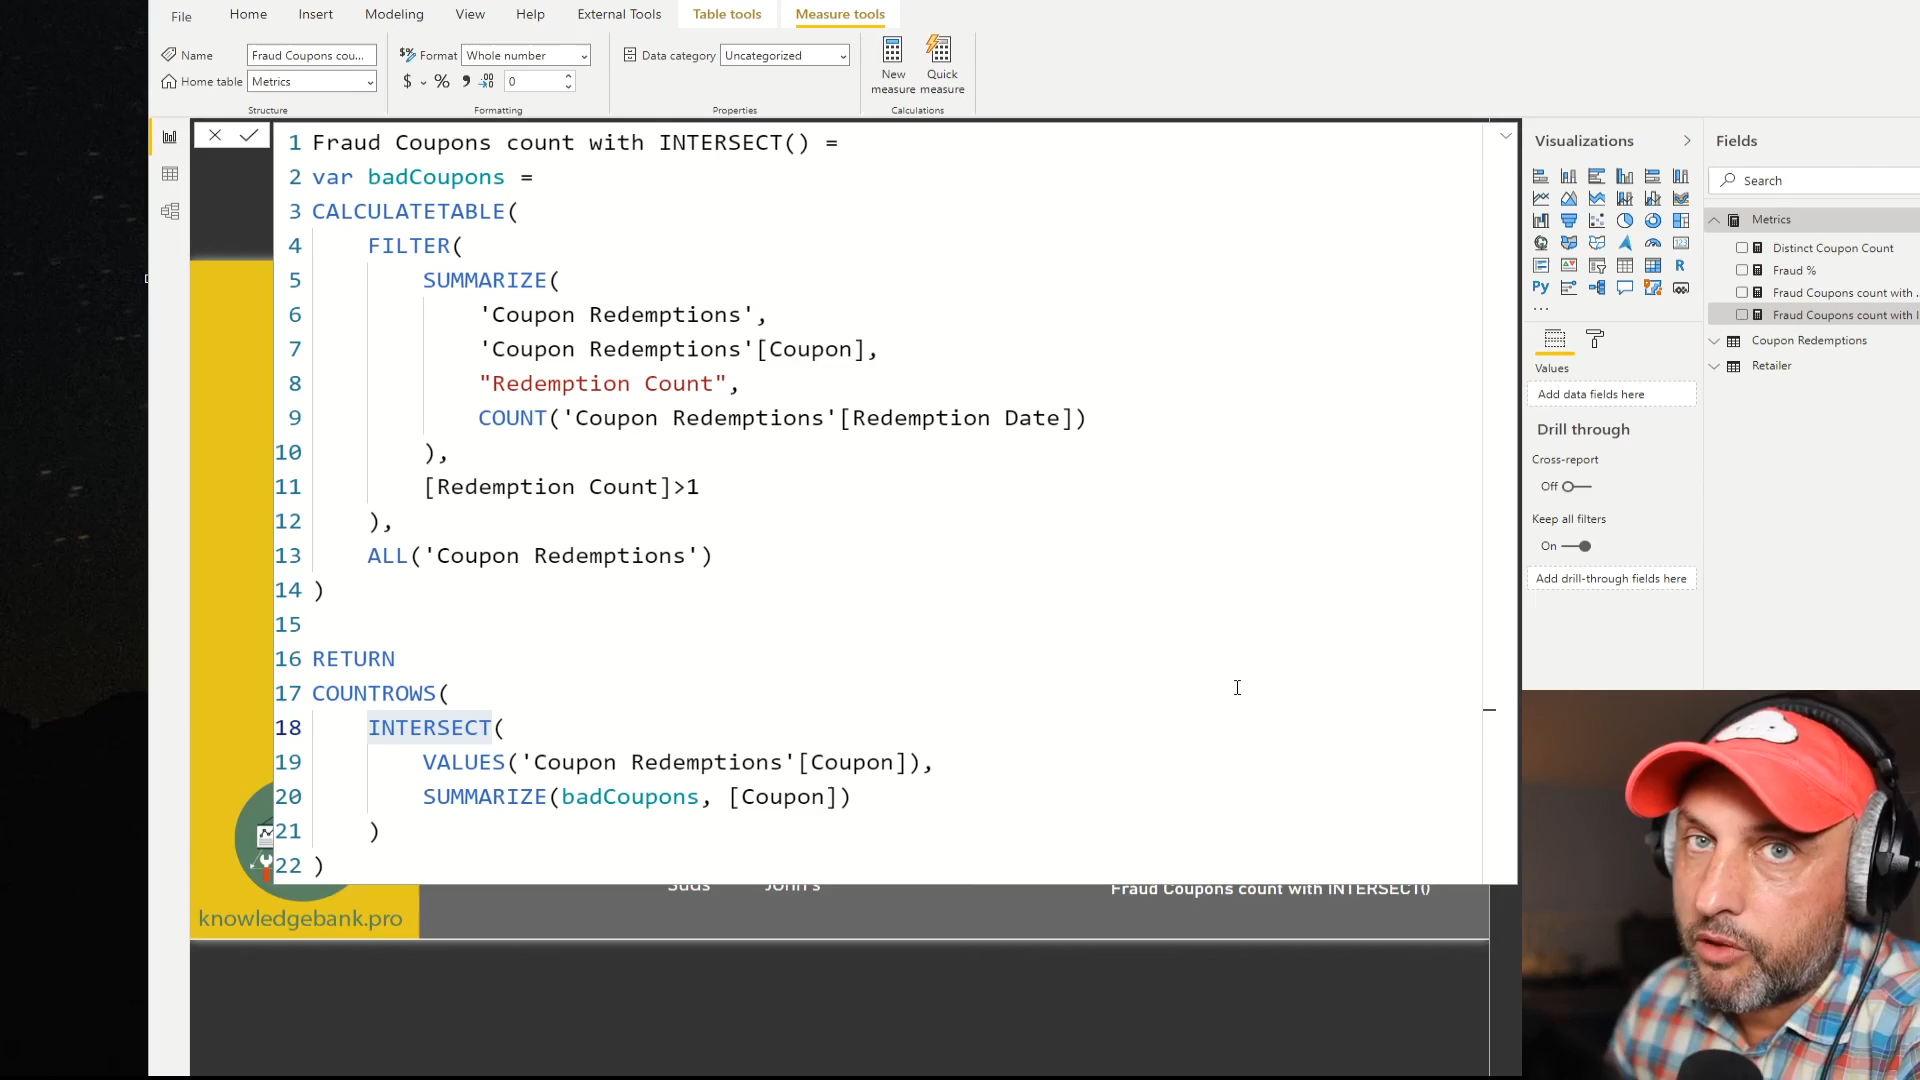 File Home Insert Modeling View Help External Tools Table tools Measure tools
Name Fraud Coupons cou...
Home table Metrics
Structure
$% Format Whole number
$ % 9 .00 0
Formatting
Data category Uncategorized
Properties
New measure
Quick measure
Calculations
1 Fraud Coupons count with INTERSECT() =
2 var badCoupons =
3 CALCULATETABLE(
4 FILTER(
5 SUMMARIZE(
6 'Coupon Redemptions',
7 'Coupon Redemptions'[Coupon],
8 "Redemption Count",
9 COUNT('Coupon Redemptions'[Redemption Date])
10 ),
11 [Redemption Count]>1
12 ),
13 ALL('Coupon Redemptions')
14 )
15
16 RETURN
17 COUNTROWS(
18 INTERSECT(
19 VALUES('Coupon Redemptions'[Coupon]),
20 SUMMARIZE(badCoupons, [Coupon])
21 )
22 )
Suds John's Fraud Coupons count with INTERSECT()
knowledgebank.pro
Visualizations
123
R
Py
...
Values
Add data fields here
Drill through
Cross-report
Off
Keep all filters
On
Add drill-through fields here
Fields
Search
Metrics
Distinct Coupon Count
Fraud %
Fraud Coupons count with .
Fraud Coupons count with I
Coupon Redemptions
Retailer